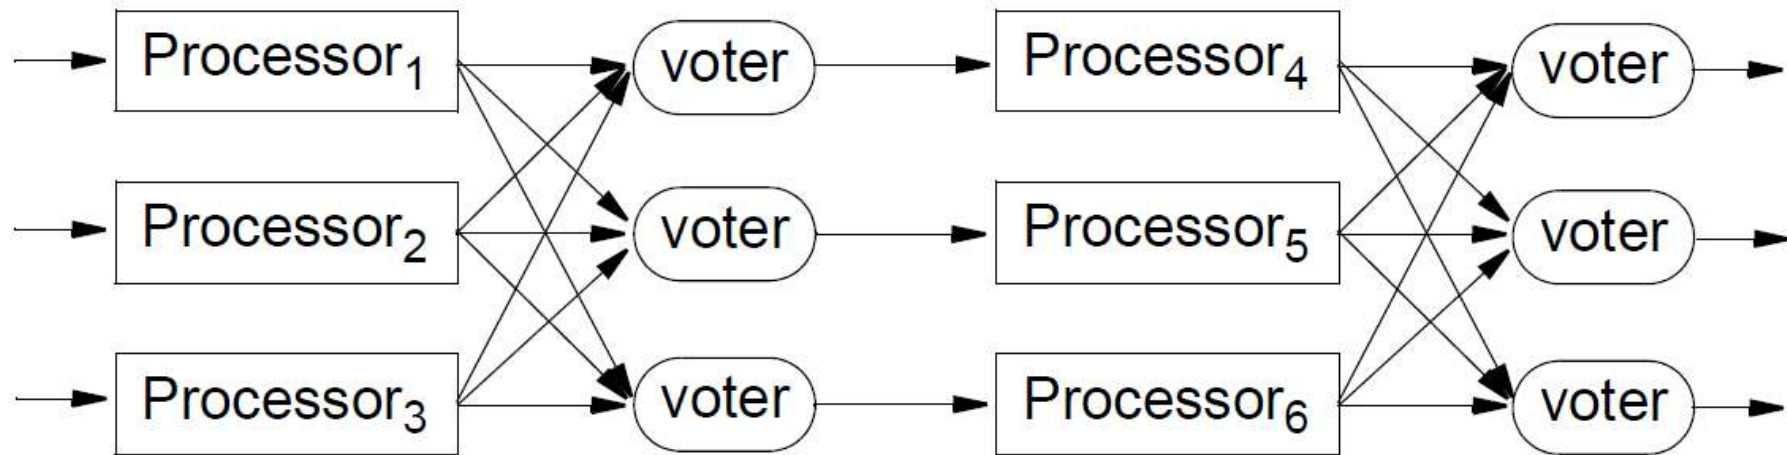 Processor₁ voter Processor₄ voter
Processor₂ voter Processor₅ voter
Processor₃ voter Processor₆ voter